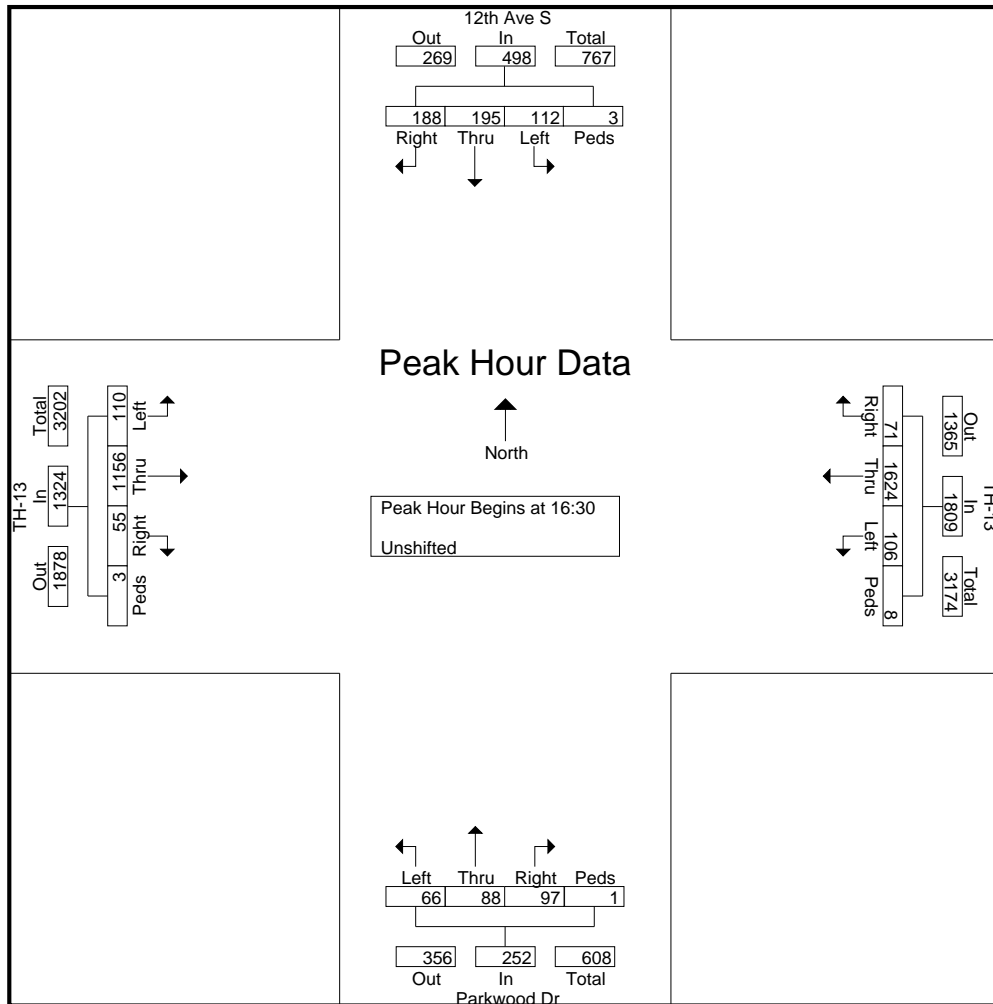 12th Ave S
Out In Total
269 498 767
188 195 112 3
Right Thru Left Peds
Peak Hour Data
North
Peak Hour Begins at 16:30
Unshifted
TH-13
Total In Out
3202 1324 1878
110 1156 55 3
Left Thru Right Peds
Right Thru Left Peds
71 1624 106 8
Out In Total
1365 1809 3174
TH-13
Left Thru Right Peds
66 88 97 1
356 252 608
Out In Total
Parkwood Dr